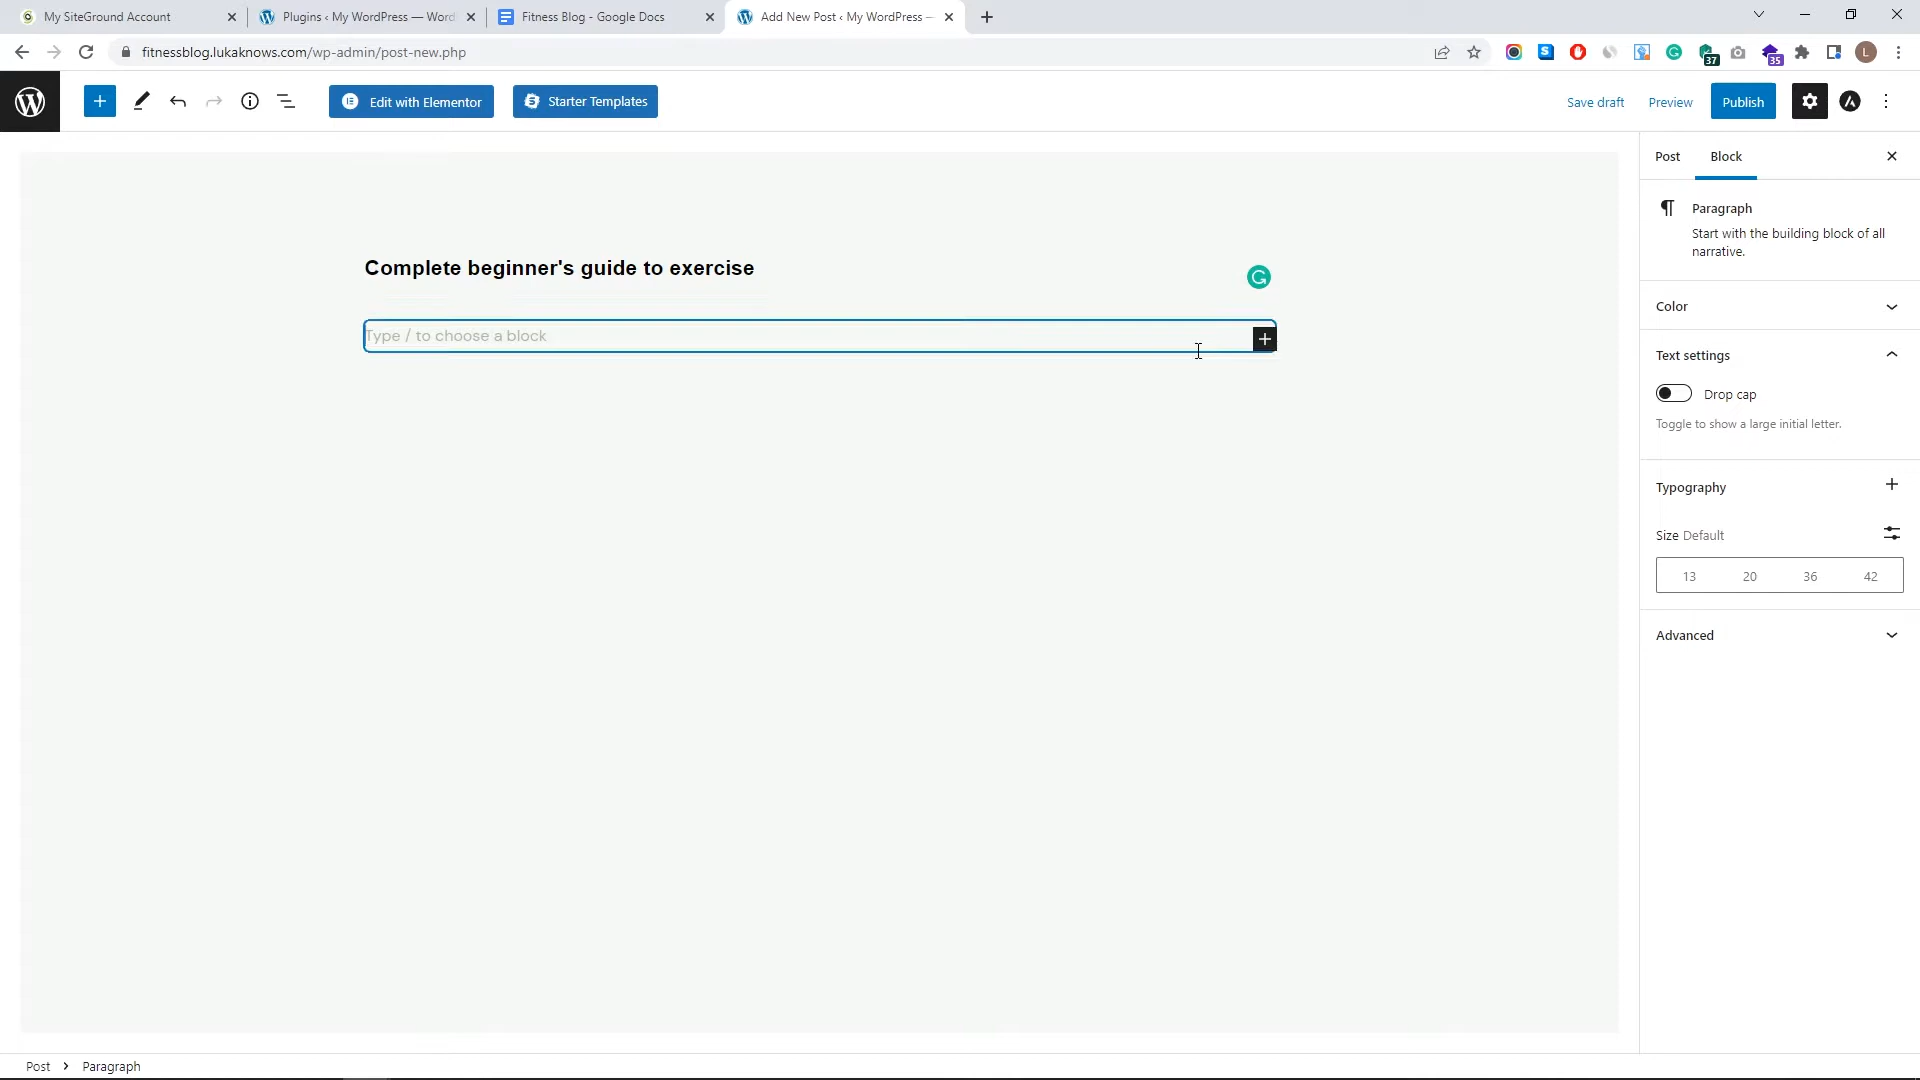 My SiteGround Account
Plugins ‹ My WordPress — Word
Fitness Blog - Google Docs
Add New Post ‹ My WordPress —
fitnessblog.lukaknows.com/wp-admin/post-new.php
S
37
35
L
Edit with Elementor
Starter Templates
Save draft
Preview
Publish
Post
Block
Paragraph
Start with the building block of all
narrative.
Complete beginner's guide to exercise
Type / to choose a block
Color
Text settings
Drop cap
Toggle to show a large initial letter.
Typography
Size Default
13 20 36 42
Advanced
Post
Paragraph